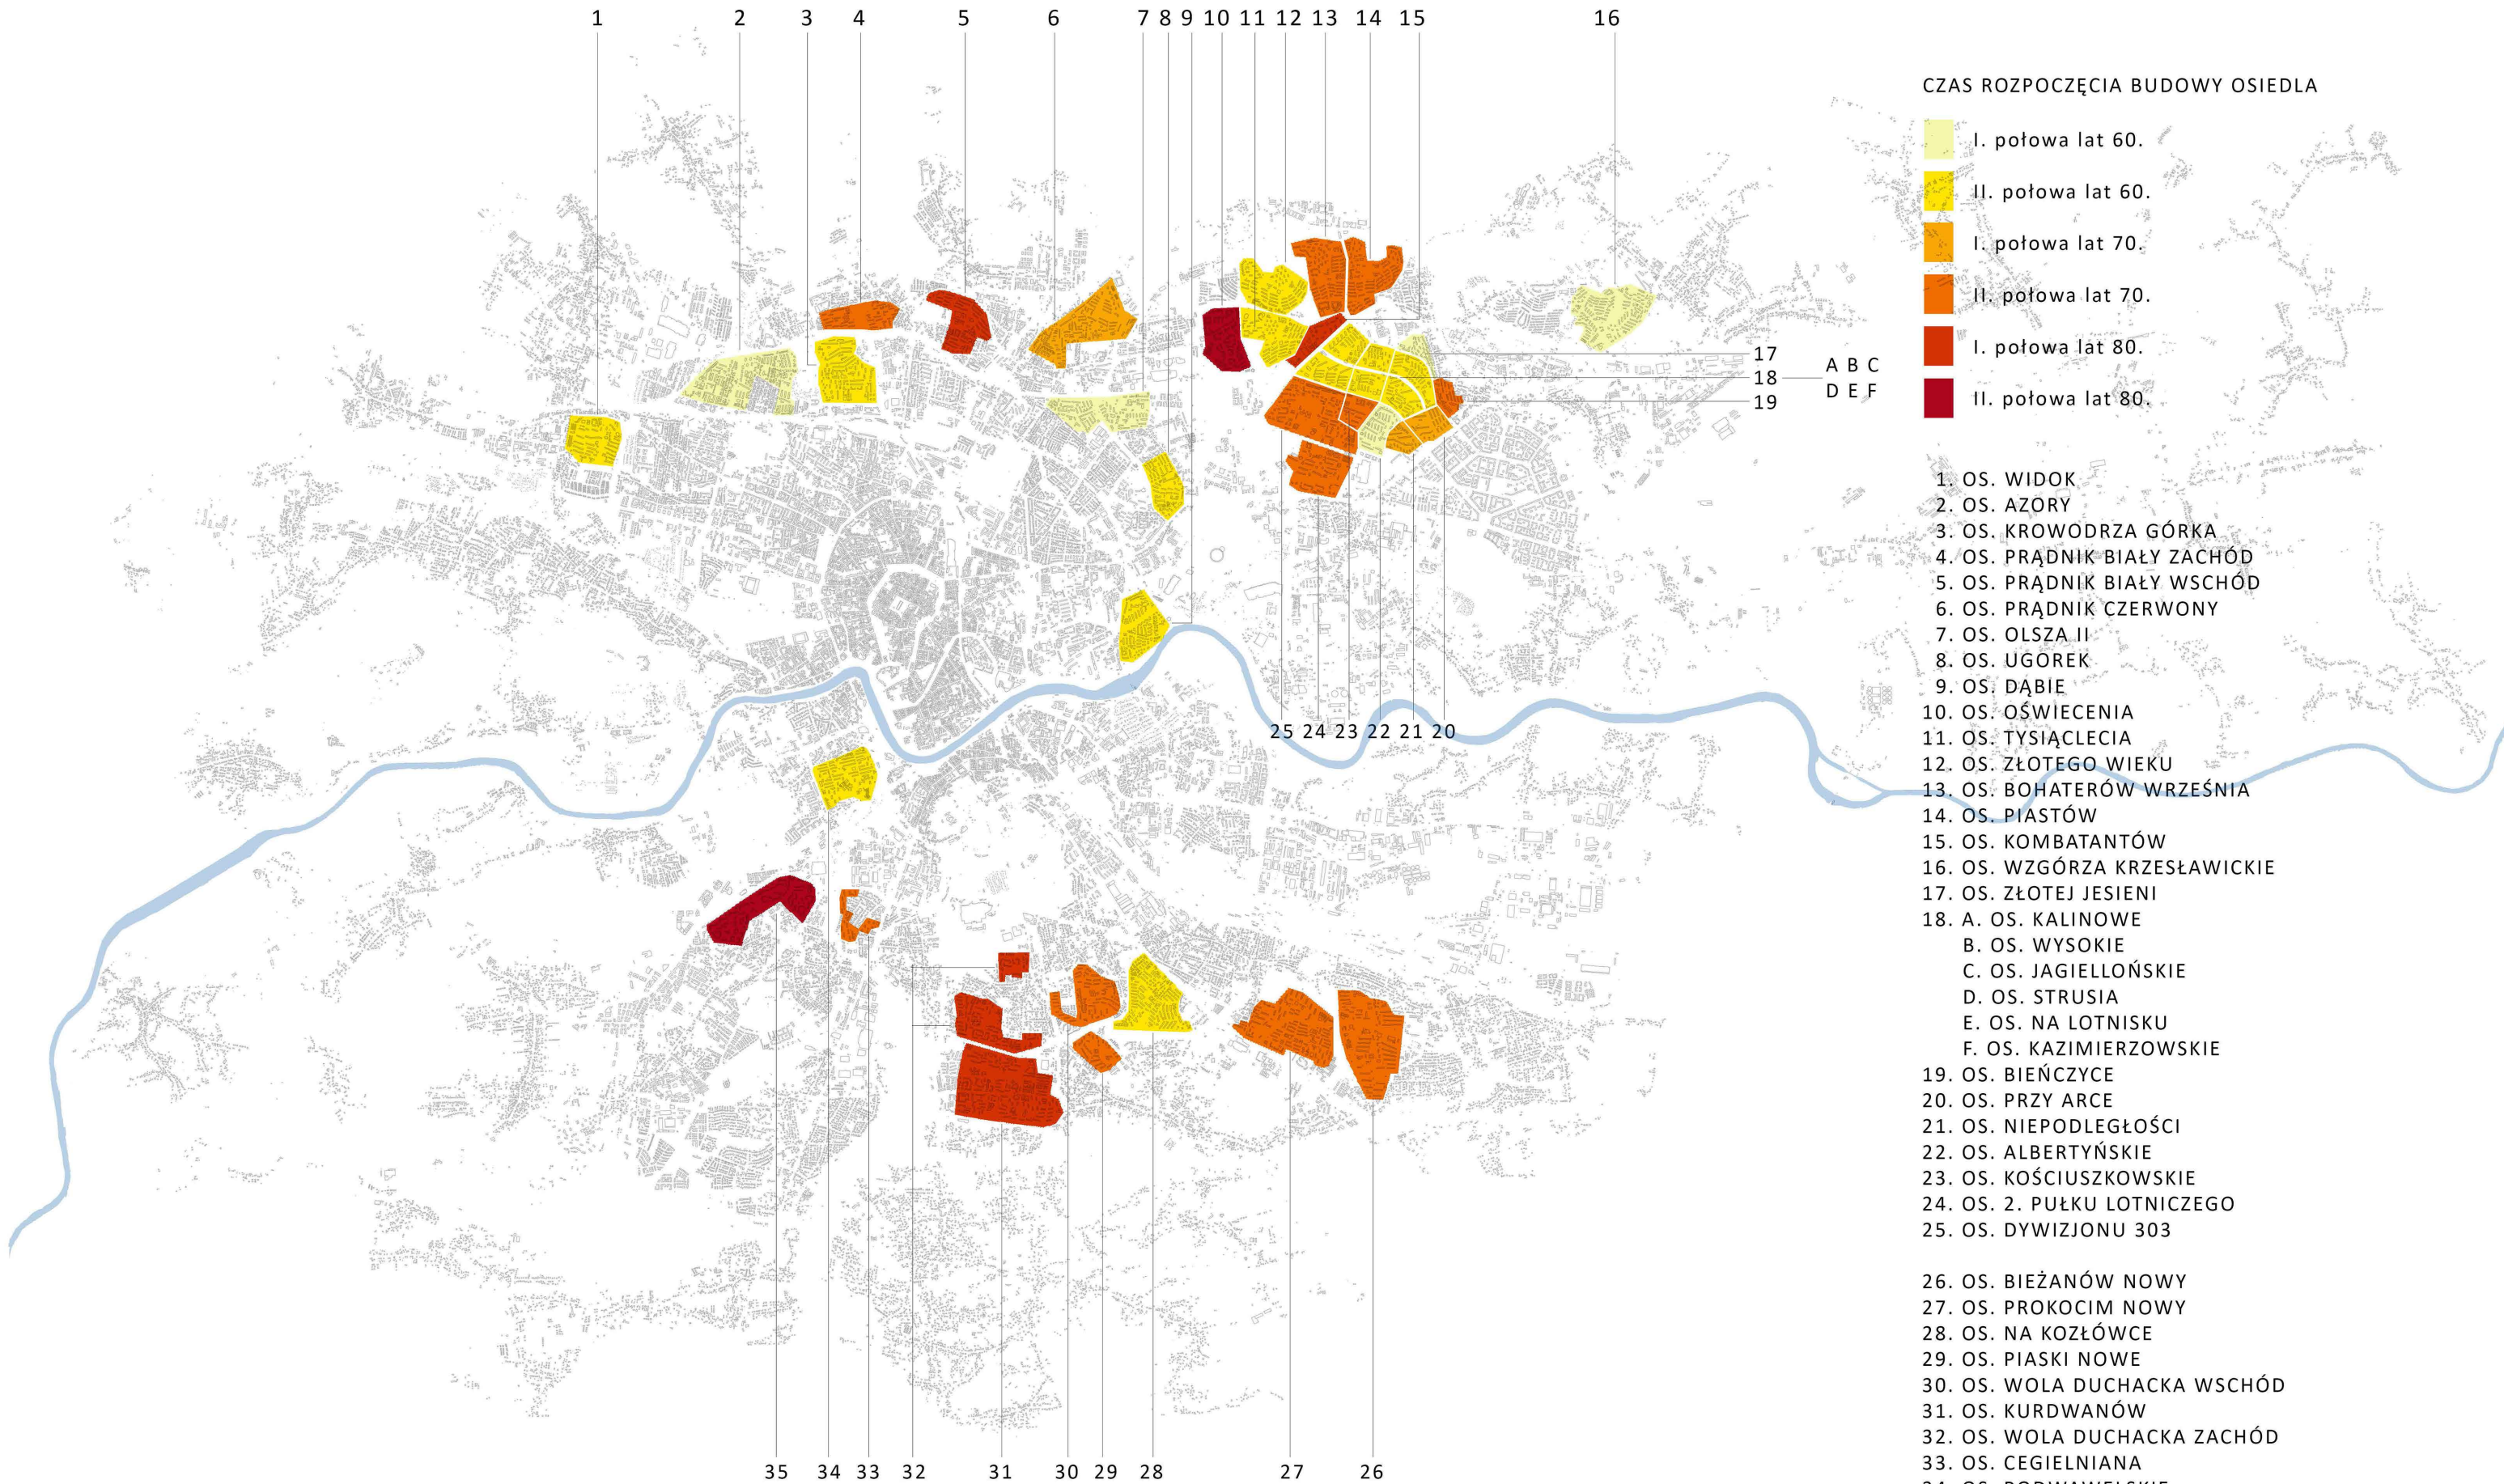 1 2 3 4 5 6 7 8 9 10 11 12 13 14 15 16
CZAS ROZPOCZĘCIA BUDOWY OSIEDLA
I. połowa lat 60.
II. połowa lat 60.
I. połowa lat 70.
II. połowa lat 70.
I. połowa lat 80.
II. połowa lat 80.
17
18
19
A B C
D E F
25 24 23 22 21 20
1. OS. WIDOK
2. OS. AZORY
3. OS. KROWODRZA GÓRKA
4. OS. PRĄDNIK BIAŁY ZACHÓD
5. OS. PRĄDNIK BIAŁY WSCHÓD
6. OS. PRĄDNIK CZERWONY
7. OS. OLSZA II
8. OS. UGOREK
9. OS. DĄBIE
10. OS. OŚWIECENIA
11. OS. TYSIĄCLECIA
12. OS. ZŁOTEGO WIEKU
13. OS. BOHATERÓW WRZEŚNIA
14. OS. PIASTÓW
15. OS. KOMBATANTÓW
16. OS. WZGÓRZA KRZESŁAWICKIE
17. OS. ZŁOTEJ JESIENI
18. A. OS. KALINOWE
B. OS. WYSOKIE
C. OS. JAGIELLOŃSKIE
D. OS. STRUSIA
E. OS. NA LOTNISKU
F. OS. KAZIMIERZOWSKIE
19. OS. BIEŃCZYCE
20. OS. PRZY ARCE
21. OS. NIEPODLEGŁOŚCI
22. OS. ALBERTYŃSKIE
23. OS. KOŚCIUSZKOWSKIE
24. OS. 2. PUŁKU LOTNICZEGO
25. OS. DYWIZJONU 303
26. OS. BIEŻANÓW NOWY
27. OS. PROKOCIM NOWY
28. OS. NA KOZŁÓWCE
29. OS. PIASKI NOWE
30. OS. WOLA DUCHACKA WSCHÓD
31. OS. KURDWANÓW
32. OS. WOLA DUCHACKA ZACHÓD
33. OS. CEGIELNIANA
34. OS. PODWAWELSKIE
35 34 33 32 31 30 29 28 27 26